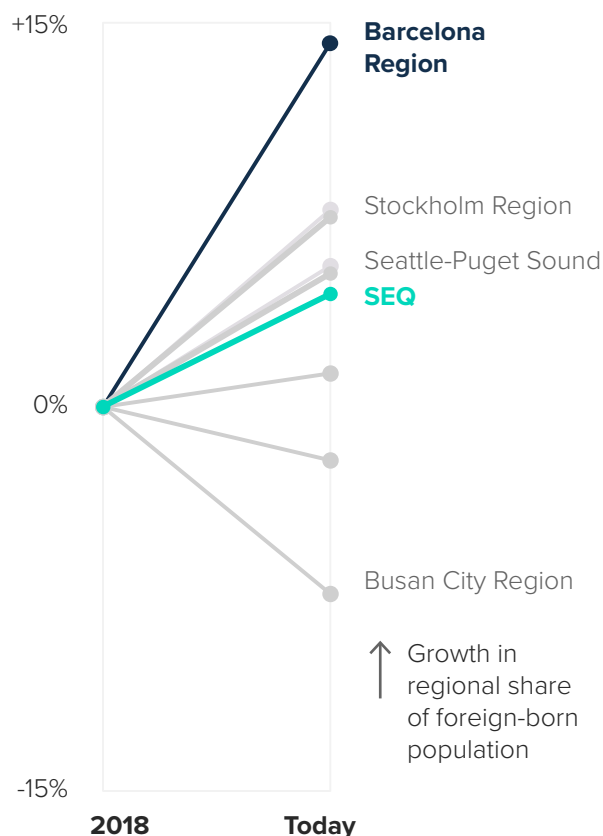 +15%
Barcelona
Region
Stockholm Region
Seattle-Puget Sound
SEQ
0%
Busan City Region
Growth in
regional share
of foreign-born
population
-15%
2018 Today